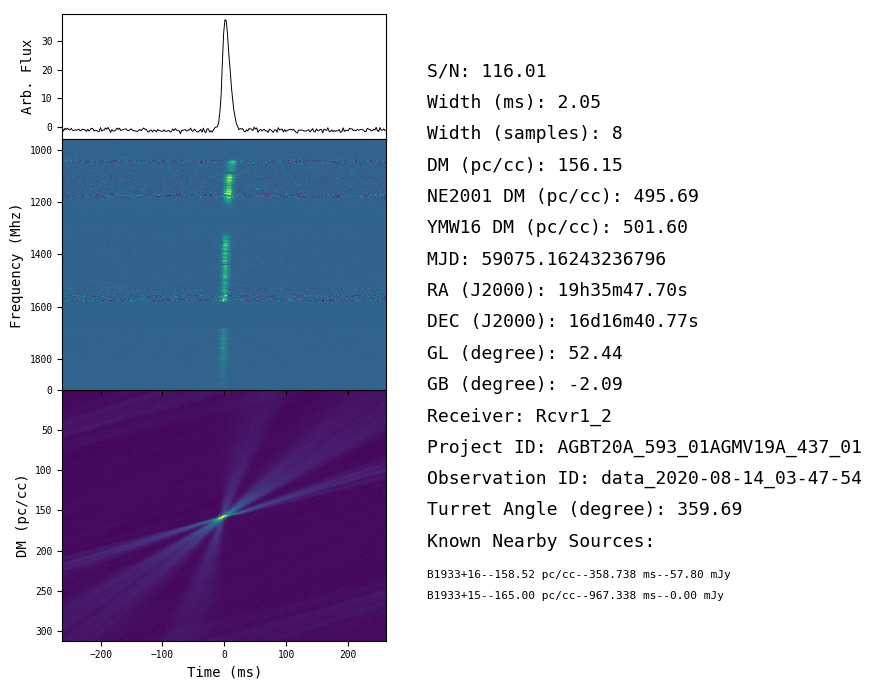 Arb. Flux
30
20
10
0
Frequency (Mhz)
1000
1200
1400
1600
1800
DM (pc/cc)
0
50
100
150
200
250
300
−200
−100
0
100
200
Time (ms)
S/N: 116.01
Width (ms): 2.05
Width (samples): 8
DM (pc/cc): 156.15
NE2001 DM (pc/cc): 495.69
YMW16 DM (pc/cc): 501.60
MJD: 59075.16243236796
RA (J2000): 19h35m47.70s
DEC (J2000): 16d16m40.77s
GL (degree): 52.44
GB (degree): -2.09
Receiver: Rcvr1_2
Project ID: AGBT20A_593_01AGMV19A_437_01
Observation ID: data_2020-08-14_03-47-54
Turret Angle (degree): 359.69
Known Nearby Sources:
B1933+16--158.52 pc/cc--358.738 ms--57.80 mJy
B1933+15--165.00 pc/cc--967.338 ms--0.00 mJy